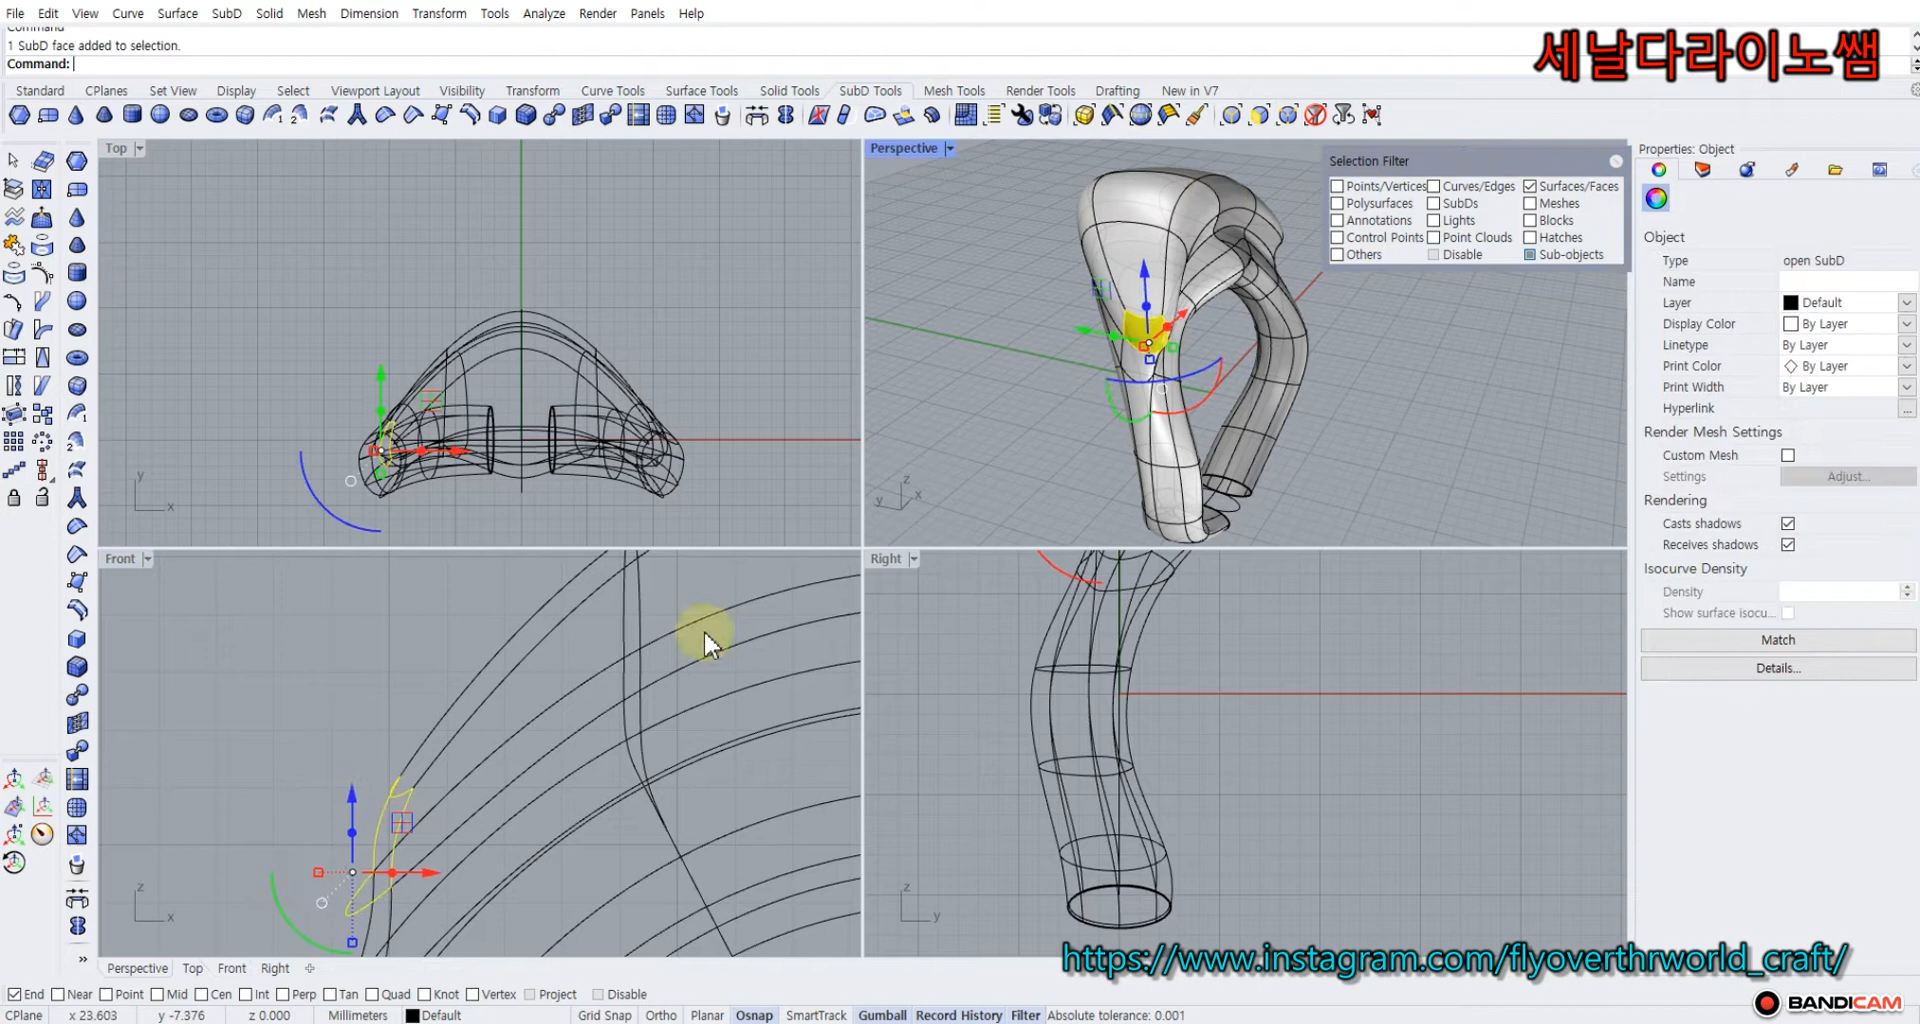 File Edit View Curve Surface SubD Solid Mesh Dimension Transform Tools Analyze Render Panels Help
Command
1 SubD face added to selection.
Command:
세날다라이노쌤
Standard CPlanes Set View Display Select Viewport Layout Visibility Transform Curve Tools Surface Tools Solid Tools SubD Tools Mesh Tools Render Tools Drafting New in V7
Top
Perspective
Selection Filter
Points/Vertices Curves/Edges Surfaces/Faces
Polysurfaces SubDs Meshes
Annotations Lights Blocks
Control Points Point Clouds Hatches
Others Disable Sub-objects
Properties: Object
Object
Type open SubD
Name
Layer Default
Display Color By Layer
Linetype By Layer
Print Color By Layer
Print Width By Layer
Hyperlink ...
Render Mesh Settings
Custom Mesh
Settings Adjust...
Rendering
Casts shadows
Receives shadows
Isocurve Density
Density
Show surface isocu...
Match
Details...
y x
z y x
Front
Right
z x
z y
https://www.instagram.com/flyoverthrworld_craft/
Perspective Top Front Right
End Near Point Mid Cen Int Perp Tan Quad Knot Vertex Project Disable
BANDICAM
CPlane x 23.603 y -7.376 z 0.000 Millimeters Default Grid Snap Ortho Planar Osnap SmartTrack Gumball Record History Filter Absolute tolerance: 0.001